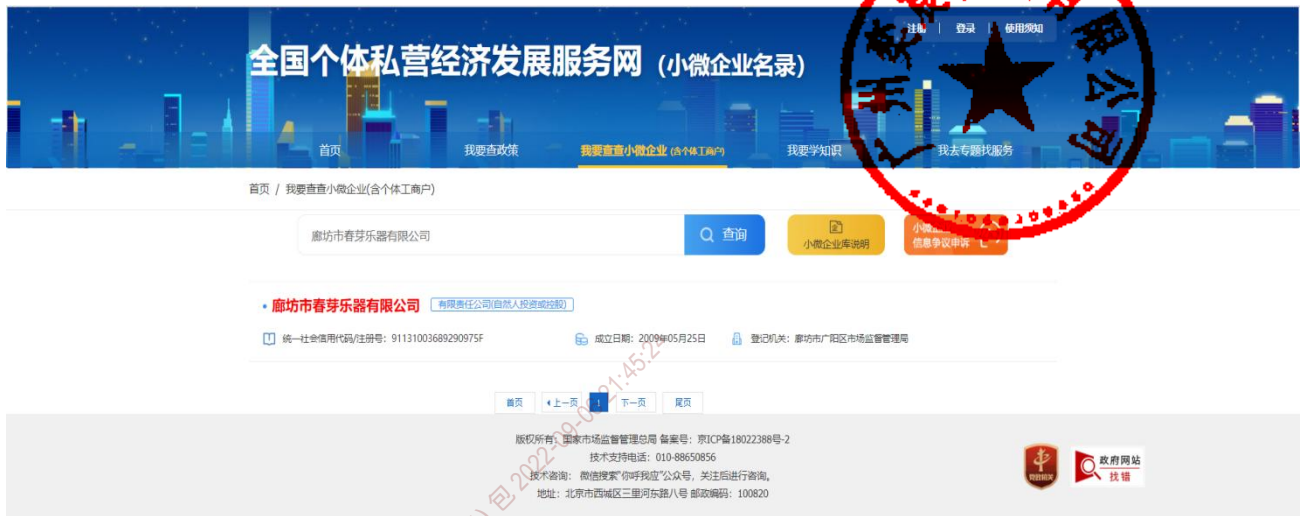 注册 | 登录 | 使用须知
全国个体私营经济发展服务网 (小微企业名录)
首页 我要查政策 我要查查小微企业 (含个体工商户) 我要学知识 我去专题找服务
首页 / 我要查查小微企业(含个体工商户)
廊坊市春芽乐器有限公司 查询 小微企业库说明
信息争议申诉
廊坊市春芽乐器有限公司 有限责任公司(自然人投资或控股)
统一社会信用代码/注册号：91131003689290975F 成立日期：2009年05月25日 登记机关：廊坊市广阳区市场监督管理局
首页 上一页 1 下一页 尾页
版权所有：国家市场监督管理总局 备案号：京ICP备18022388号-2
技术支持电话：010-88650856
技术咨询： 微信搜索"你呼我应"公众号，关注后进行咨询。
地址：北京市西城区三里河东路八号 邮政编码：100820
党政机关
政府网站
找错